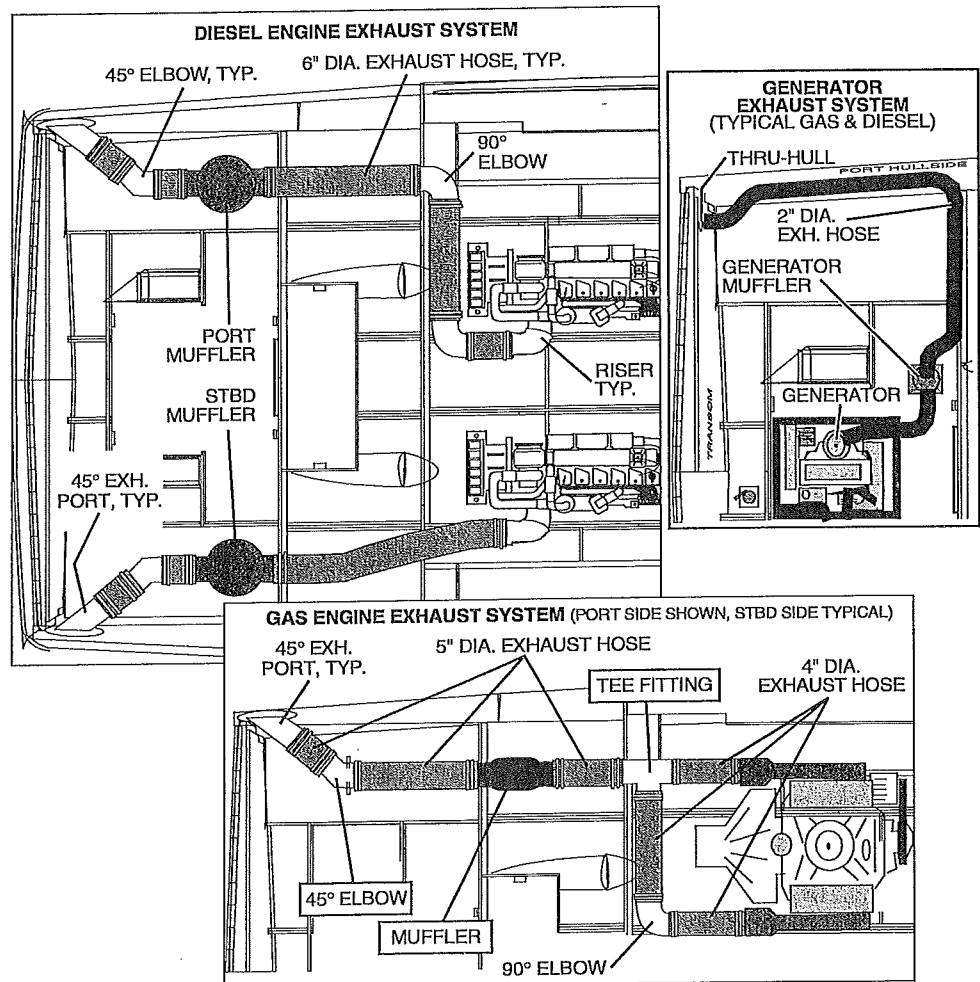 DIESEL ENGINE EXHAUST SYSTEM
45° ELBOW, TYP.
6" DIA. EXHAUST HOSE, TYP.
90°
ELBOW
PORT
MUFFLER
STBD
MUFFLER
RISER
TYP.
45° EXH.
PORT, TYP.
GENERATOR
EXHAUST SYSTEM
(TYPICAL GAS & DIESEL)
THRU-HULL
PORT HULLSIDE
2" DIA.
EXH. HOSE
GENERATOR
MUFFLER
GENERATOR
TRANSOM
GAS ENGINE EXHAUST SYSTEM (PORT SIDE SHOWN, STBD SIDE TYPICAL)
45° EXH.
PORT, TYP.
5" DIA. EXHAUST HOSE
TEE FITTING
4" DIA.
EXHAUST HOSE
45° ELBOW
MUFFLER
90° ELBOW